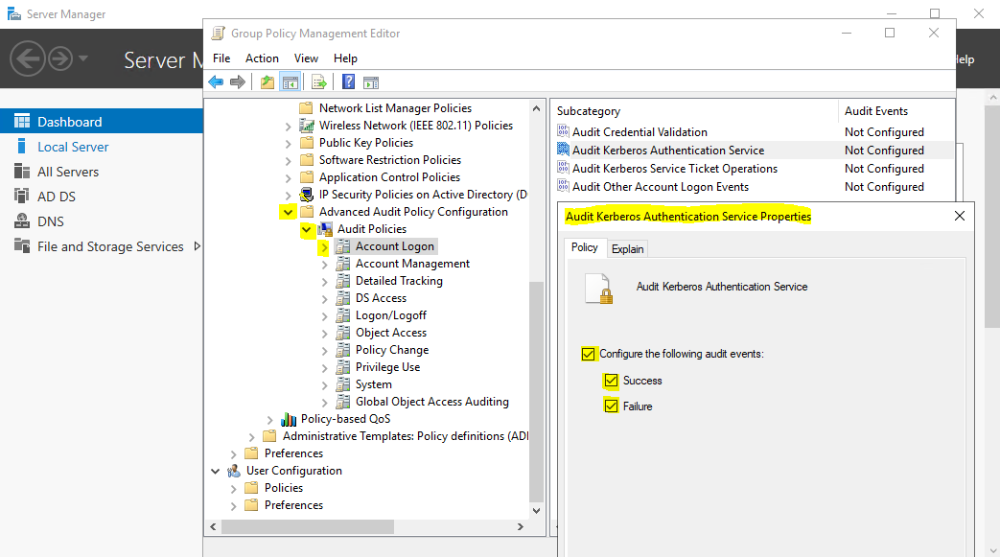 Server Manager
Group Policy Management Editor
Server M
Help
File Action View Help
Dashboard
Local Server
All Servers
AD DS
DNS
File and Storage Services
Network List Manager Policies
Wireless Network (IEEE 802.11) Policies
Public Key Policies
Software Restriction Policies
Application Control Policies
IP Security Policies on Active Directory (D
Advanced Audit Policy Configuration
Audit Policies
Account Logon
Account Management
Detailed Tracking
DS Access
Logon/Logoff
Object Access
Policy Change
Privilege Use
System
Global Object Access Auditing
Policy-based QoS
Administrative Templates: Policy definitions (ADI
Preferences
User Configuration
Policies
Preferences
Subcategory Audit Events
Audit Credential Validation Not Configured
Audit Kerberos Authentication Service Not Configured
Audit Kerberos Service Ticket Operations Not Configured
Audit Other Account Logon Events Not Configured
Audit Kerberos Authentication Service Properties
Policy Explain
Audit Kerberos Authentication Service
Configure the following audit events:
Success
Failure